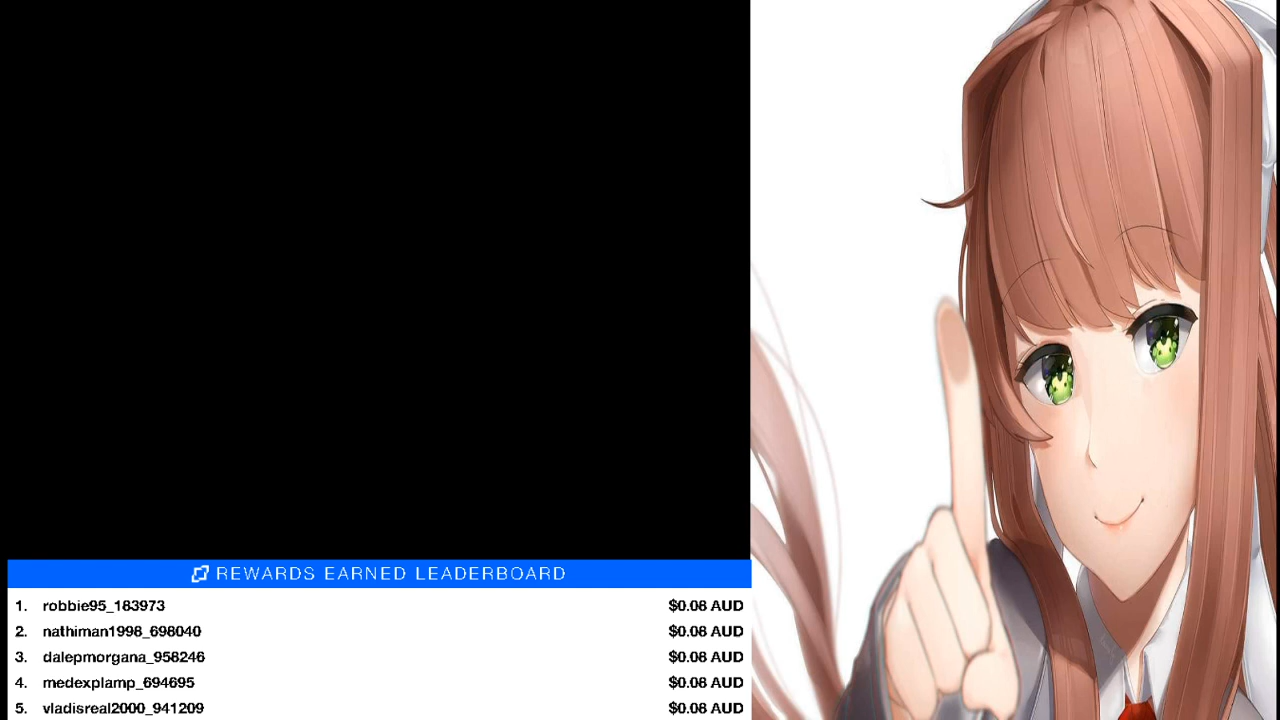 REWARDS EARNED LEADERBOARD
1. robbie95_183973 $0.08 AUD
2. nathiman1998_698040 $0.08 AUD
3. dalepmorgana_958246 $0.08 AUD
4. medexplamp_694695 $0.08 AUD
5. vladisreal2000_941209 $0.08 AUD